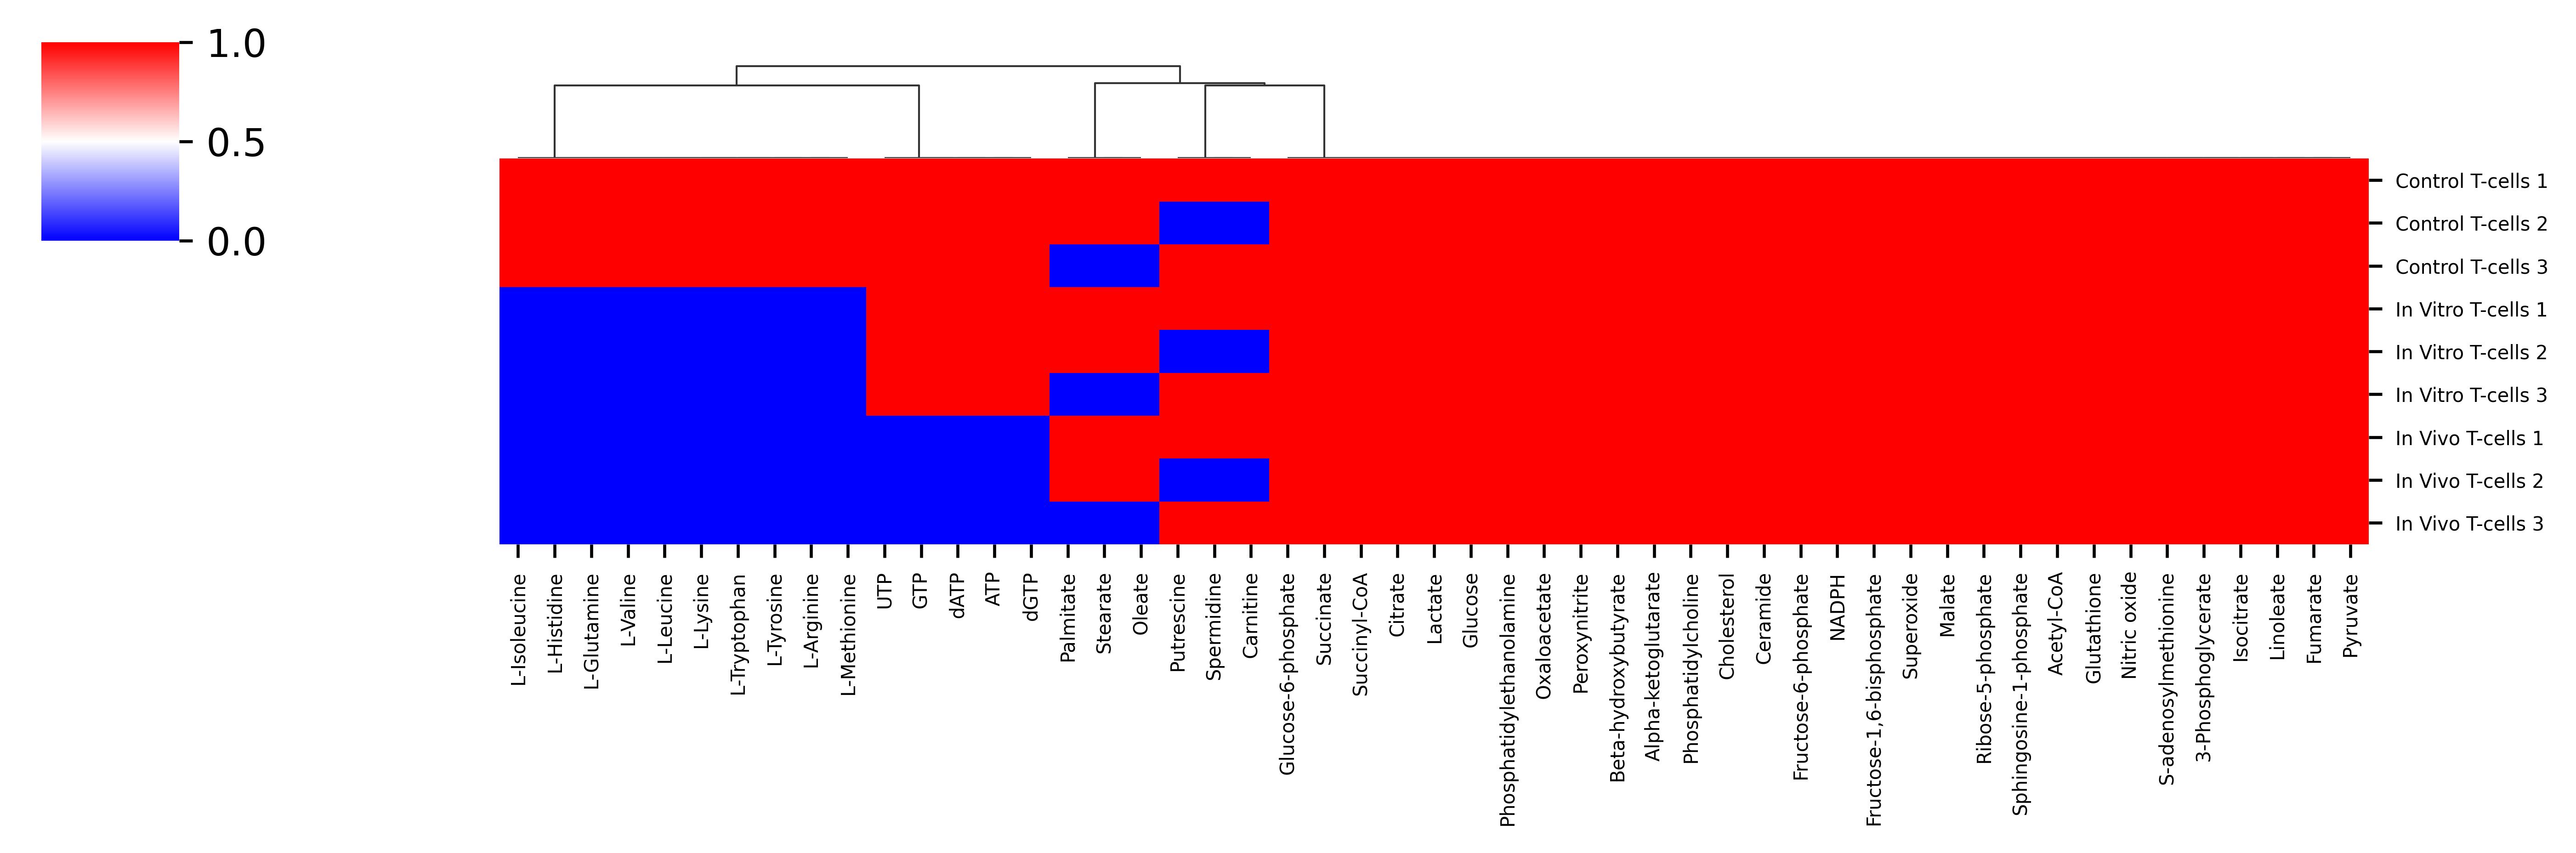 1.0
0.5
0.0
Control T-cells 1
Control T-cells 2
Control T-cells 3
In Vitro T-cells 1
In Vitro T-cells 2
In Vitro T-cells 3
In Vivo T-cells 1
In Vivo T-cells 2
In Vivo T-cells 3
L-Isoleucine
L-Histidine
L-Glutamine
L-Valine
L-Leucine
L-Lysine
L-Tryptophan
L-Tyrosine
L-Arginine
L-Methionine
UTP
GTP
dATP
ATP
dGTP
Palmitate
Stearate
Oleate
Putrescine
Spermidine
Carnitine
Glucose-6-phosphate
Succinate
Succinyl-CoA
Citrate
Lactate
Glucose
Phosphatidylethanolamine
Oxaloacetate
Peroxynitrite
Beta-hydroxybutyrate
Alpha-ketoglutarate
Phosphatidylcholine
Cholesterol
Ceramide
Fructose-6-phosphate
NADPH
Fructose-1,6-bisphosphate
Superoxide
Malate
Ribose-5-phosphate
Sphingosine-1-phosphate
Acetyl-CoA
Glutathione
Nitric oxide
S-adenosylmethionine
3-Phosphoglycerate
Isocitrate
Linoleate
Fumarate
Pyruvate